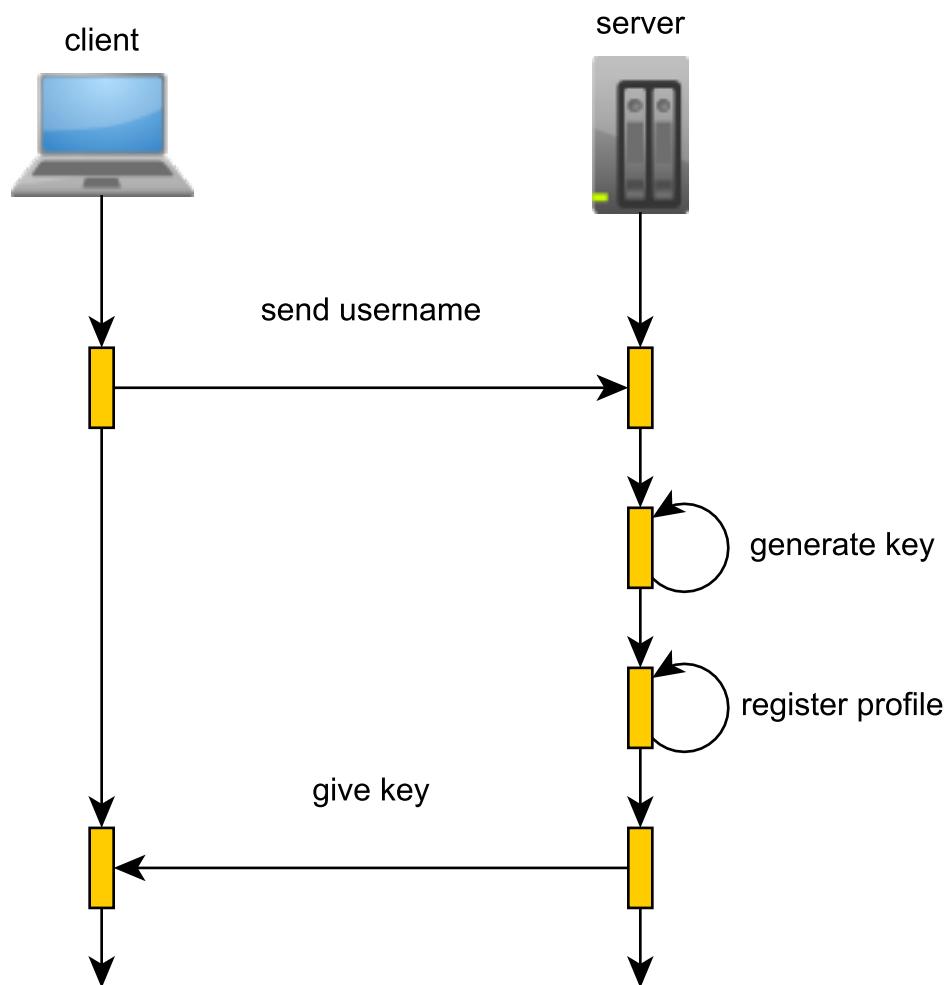 client
server
send username
generate key
register profile
give key